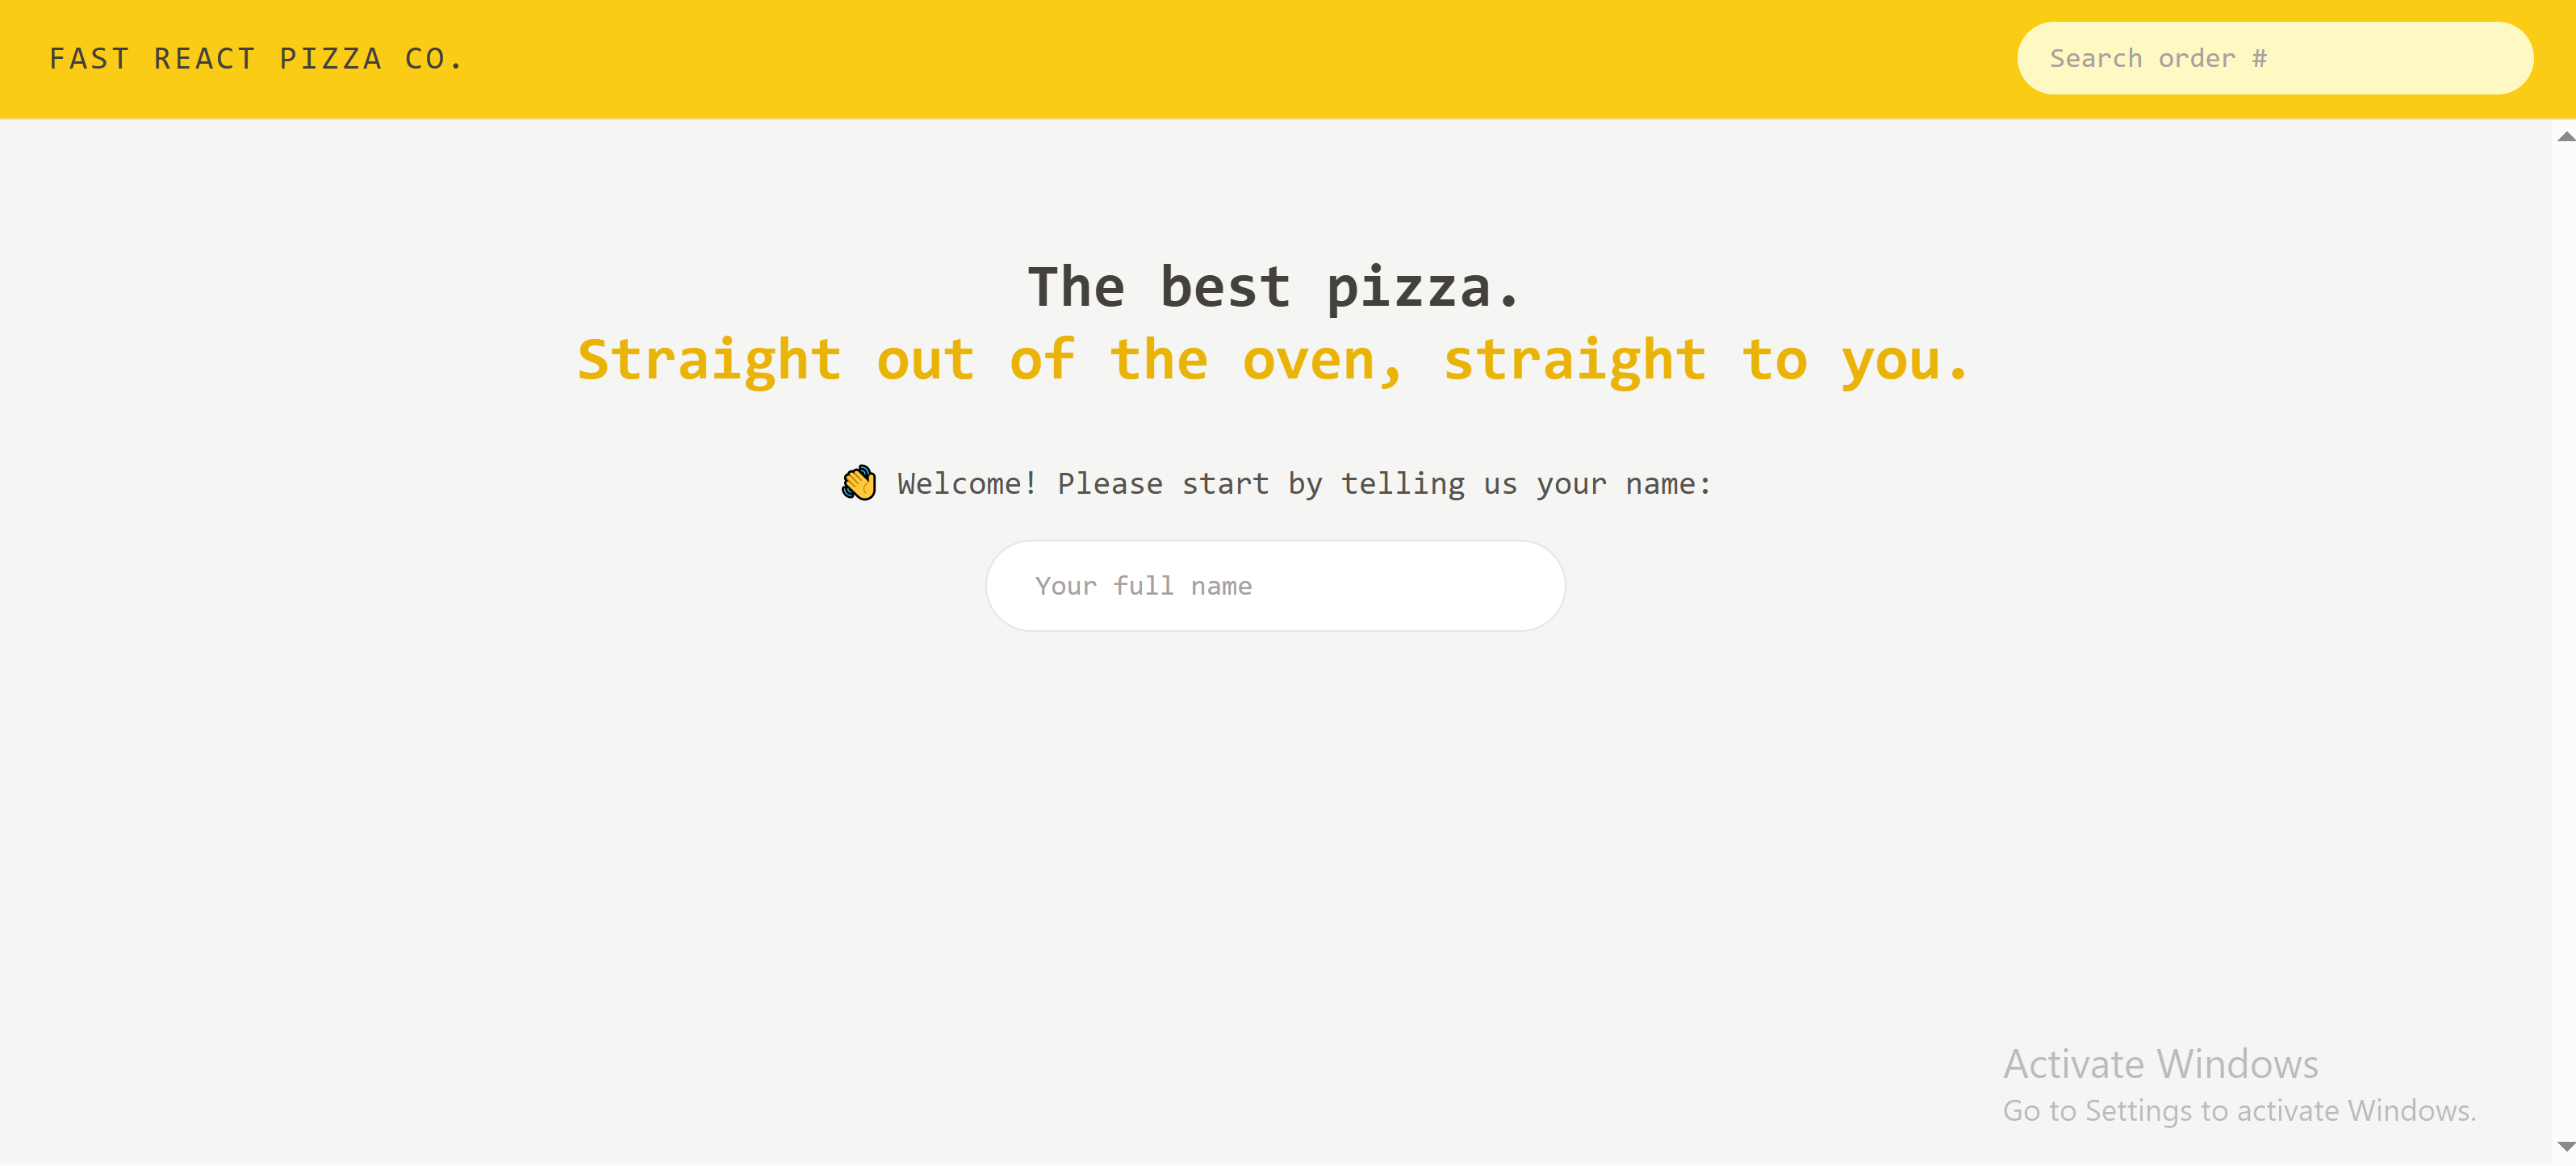 FAST REACT PIZZA CO.
Search order #
The best pizza.
Straight out of the oven, straight to you.
👋 Welcome! Please start by telling us your name:
Your full name
Activate Windows
Go to Settings to activate Windows.